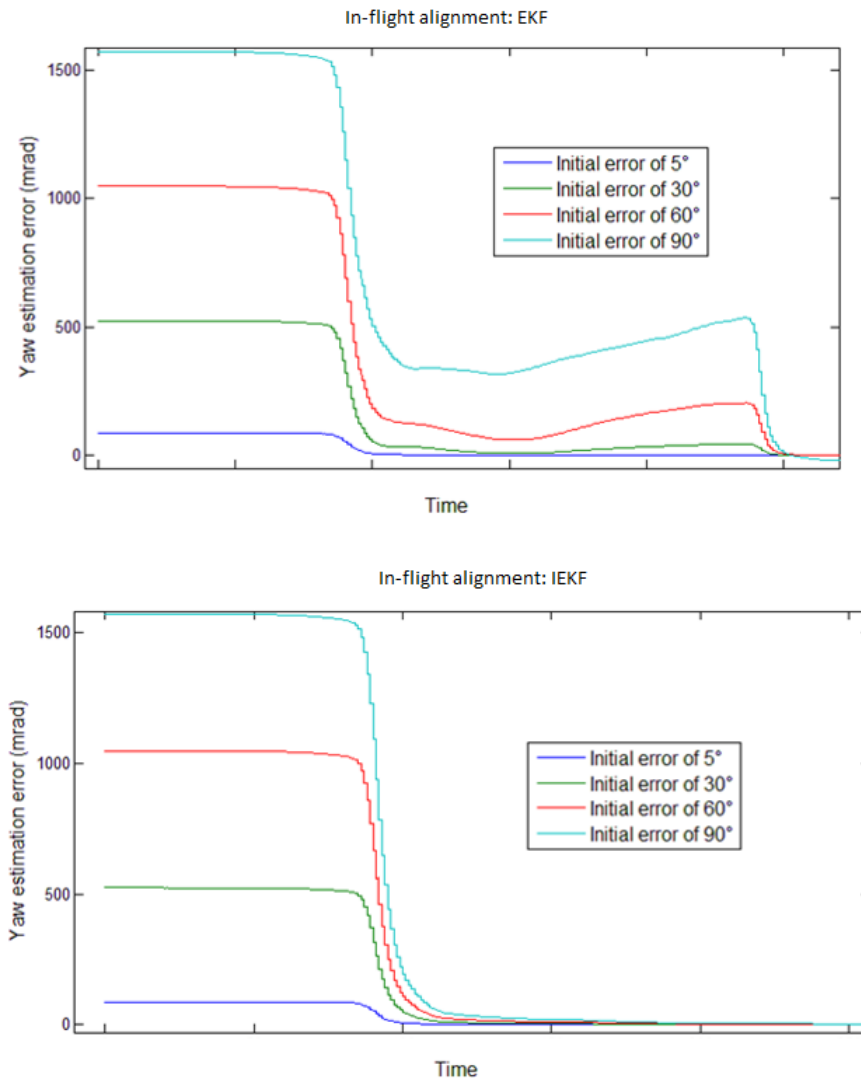 In-flight alignment: EKF
1500
1000
500
0
Yaw estimation error (mrad)
Initial error of 5°
Initial error of 30°
Initial error of 60°
Initial error of 90°
Time
In-flight alignment: IEKF
1500
1000
500
0
Yaw estimation error (mrad)
Initial error of 5°
Initial error of 30°
Initial error of 60°
Initial error of 90°
Time